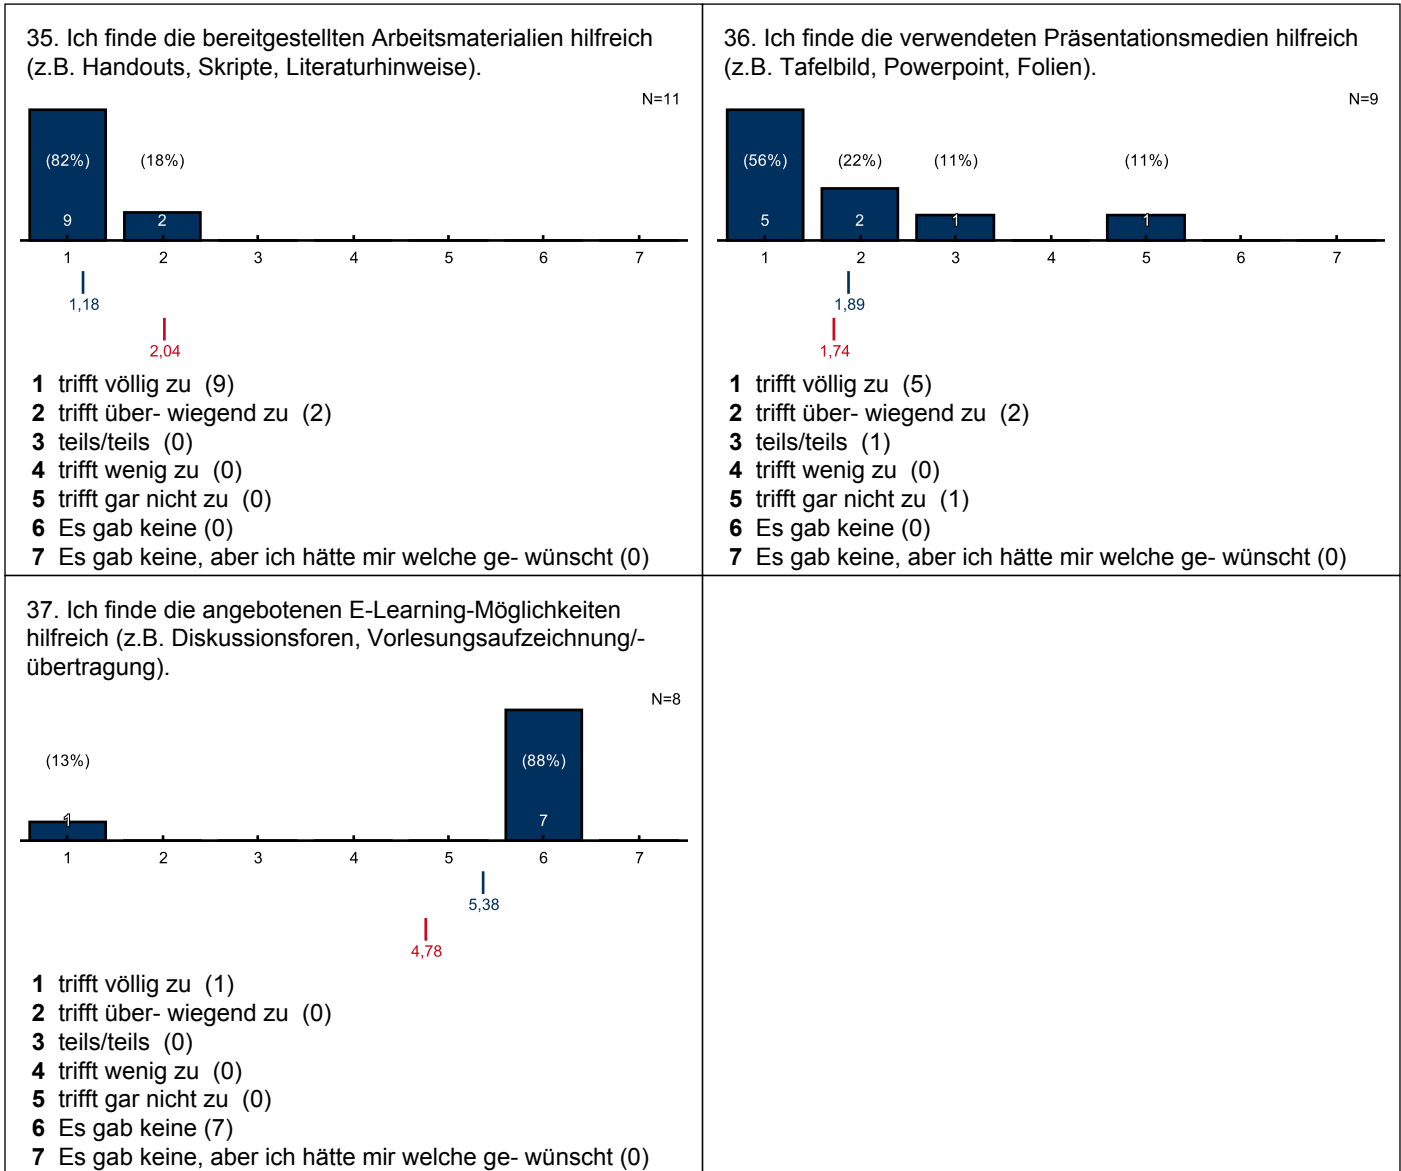 35. Ich finde die bereitgestellten Arbeitsmaterialien hilfreich
(z.B. Handouts, Skripte, Literaturhinweise).
N=11
(82%) (18%)
9 2
1 2 3 4 5 6 7
1,18
2,04
1 trifft völlig zu (9)
2 trifft über- wiegend zu (2)
3 teils/teils (0)
4 trifft wenig zu (0)
5 trifft gar nicht zu (0)
6 Es gab keine (0)
7 Es gab keine, aber ich hätte mir welche ge- wünscht (0)
36. Ich finde die verwendeten Präsentationsmedien hilfreich
(z.B. Tafelbild, Powerpoint, Folien).
N=9
(56%) (22%) (11%) (11%)
5 2 1 1
1 2 3 4 5 6 7
1,89
1,74
1 trifft völlig zu (5)
2 trifft über- wiegend zu (2)
3 teils/teils (1)
4 trifft wenig zu (0)
5 trifft gar nicht zu (1)
6 Es gab keine (0)
7 Es gab keine, aber ich hätte mir welche ge- wünscht (0)
37. Ich finde die angebotenen E-Learning-Möglichkeiten
hilfreich (z.B. Diskussionsforen, Vorlesungsaufzeichnung/-
übertragung).
N=8
(13%) (88%)
1 7
1 2 3 4 5 6 7
5,38
4,78
1 trifft völlig zu (1)
2 trifft über- wiegend zu (0)
3 teils/teils (0)
4 trifft wenig zu (0)
5 trifft gar nicht zu (0)
6 Es gab keine (7)
7 Es gab keine, aber ich hätte mir welche ge- wünscht (0)